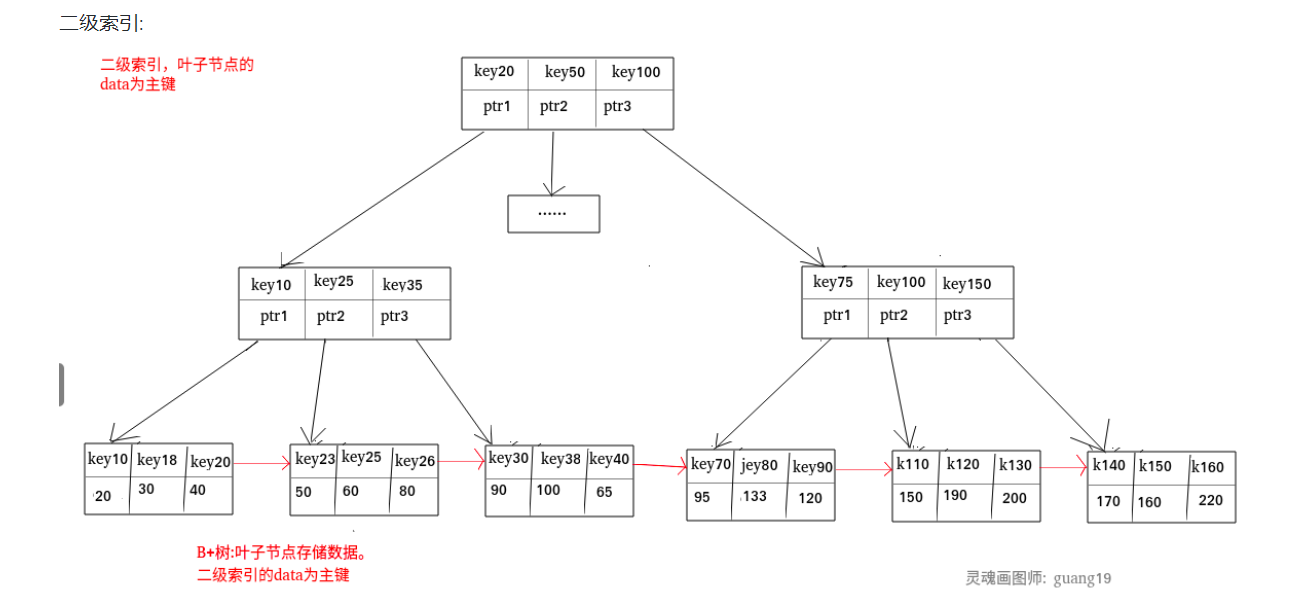 二级索引:
二级索引，叶子节点的
data为主键
key20 key50 key100
ptr1 ptr2 ptr3
......
key10 key25 key35
ptr1 ptr2 ptr3
key75 key100 key150
ptr1 ptr2 ptr3
key10 key18 key20
20 30 40
key23 key25 key26
50 60 80
key30 key38 key40
90 100 65
key70 jey80 key90
95 133 120
k110 k120 k130
150 190 200
k140 k150 k160
170 160 220
B+树:叶子节点存储数据。
二级索引的data为主键
灵魂画图师: guang19